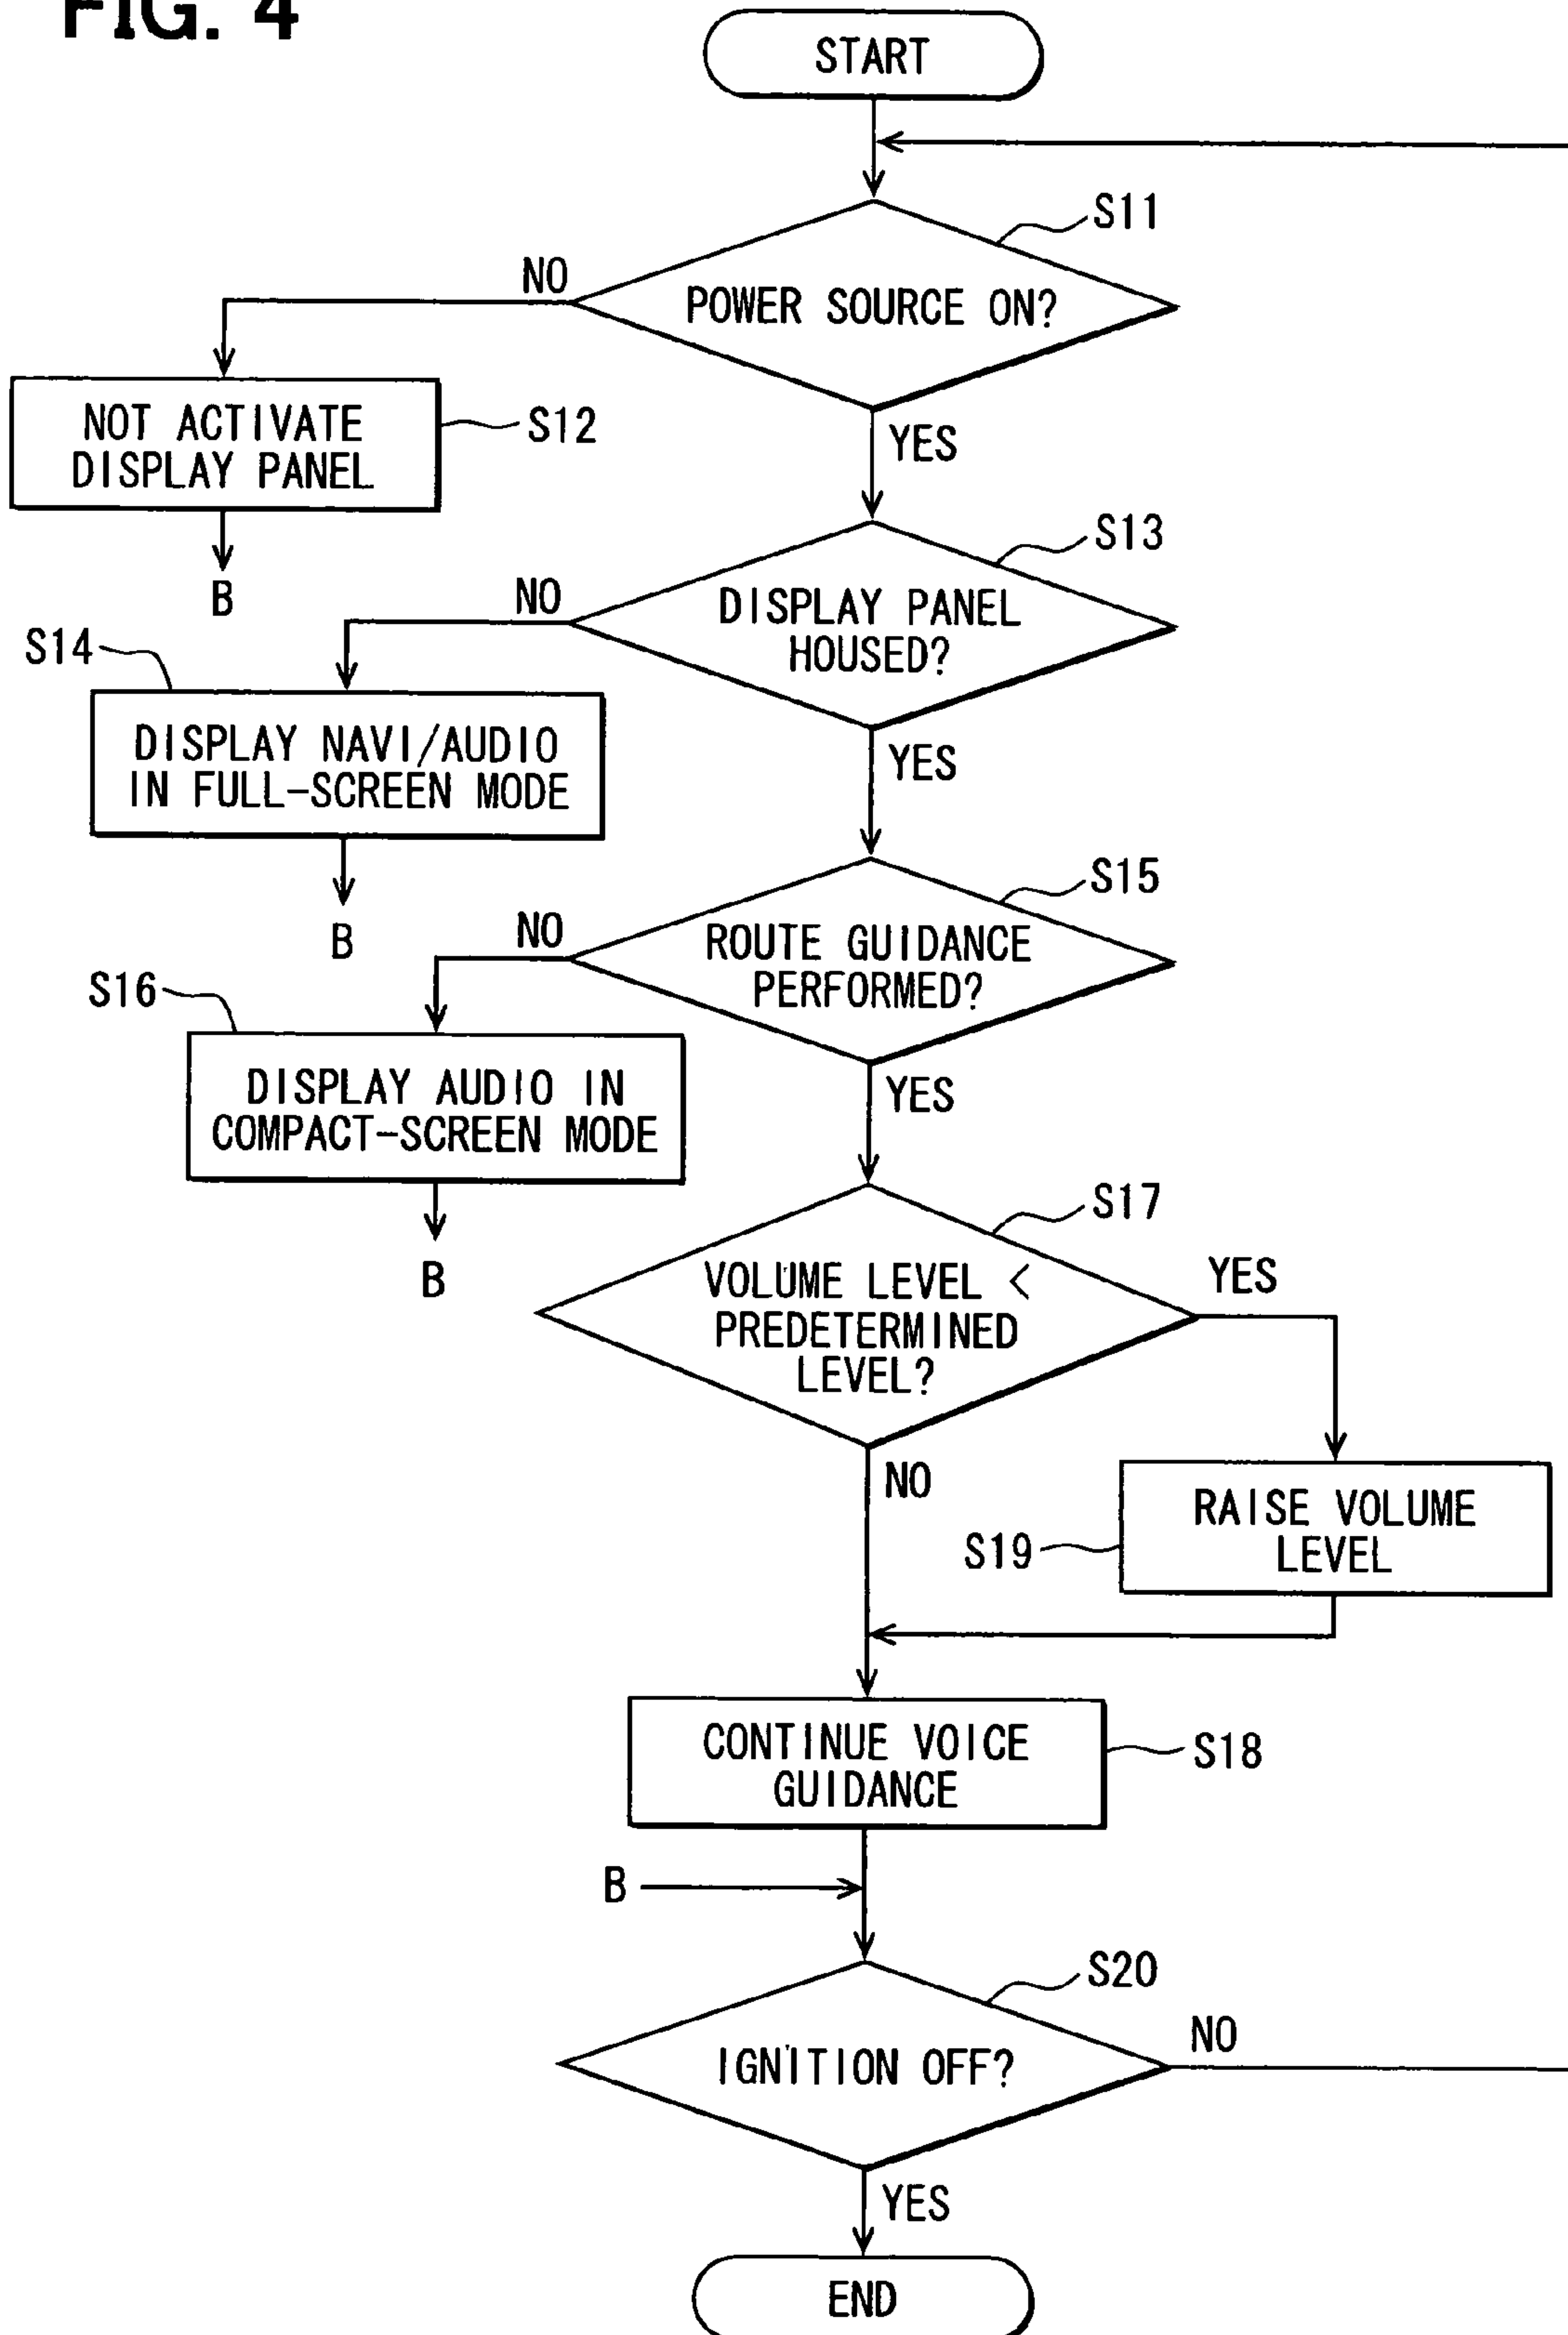 FIG. 4
START
S11
NO
POWER SOURCE ON?
NOT ACTIVATE
DISPLAY PANEL
S12
YES
B
S13
NO
DISPLAY PANEL
HOUSED?
S14
DISPLAY NAVI/AUDIO
IN FULL-SCREEN MODE
YES
B
S15
NO
ROUTE GUIDANCE
PERFORMED?
S16
DISPLAY AUDIO IN
COMPACT-SCREEN MODE
YES
B
S17
VOLUME LEVEL <
PREDETERMINED
LEVEL?
YES
NO
RAISE VOLUME
LEVEL
S19
CONTINUE VOICE
GUIDANCE
S18
B
S20
IGNITION OFF?
NO
YES
END